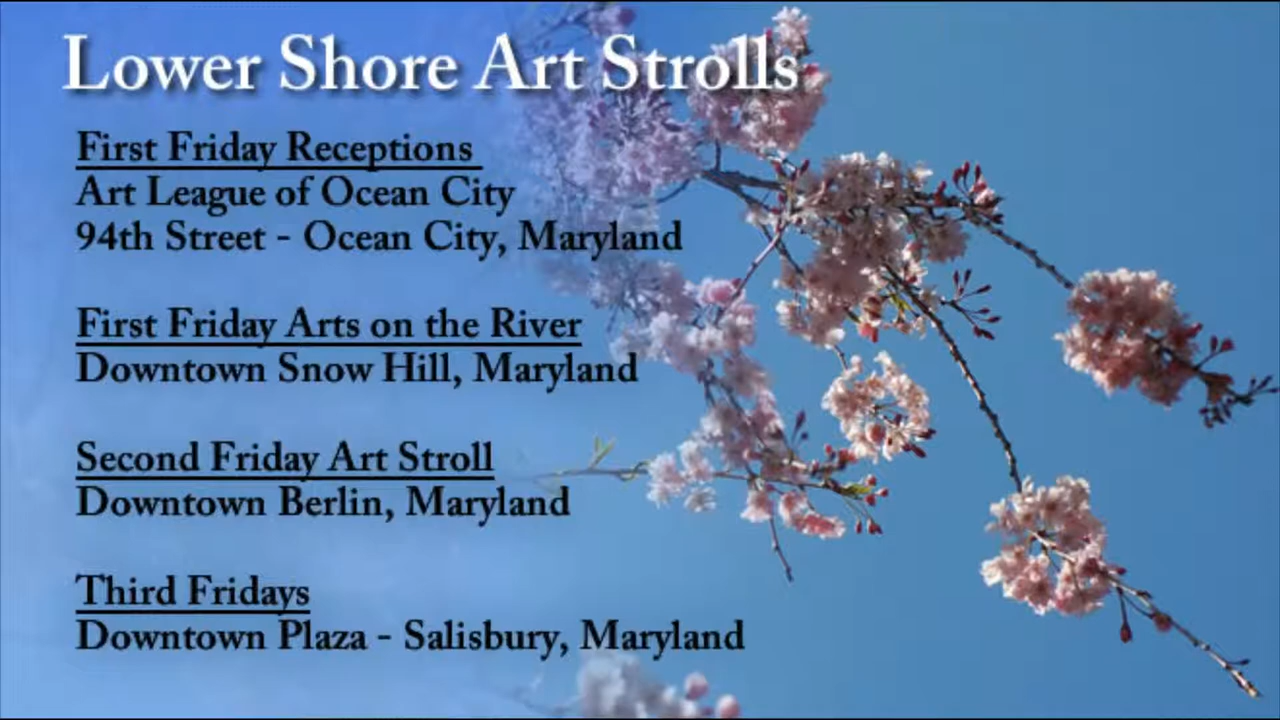 Lower Shore Art Strolls
First Friday Receptions
Art League of Ocean City
94th Street - Ocean City, Maryland
First Friday Arts on the River
Downtown Snow Hill, Maryland
Second Friday Art Stroll
Downtown Berlin, Maryland
Third Fridays
Downtown Plaza - Salisbury, Maryland